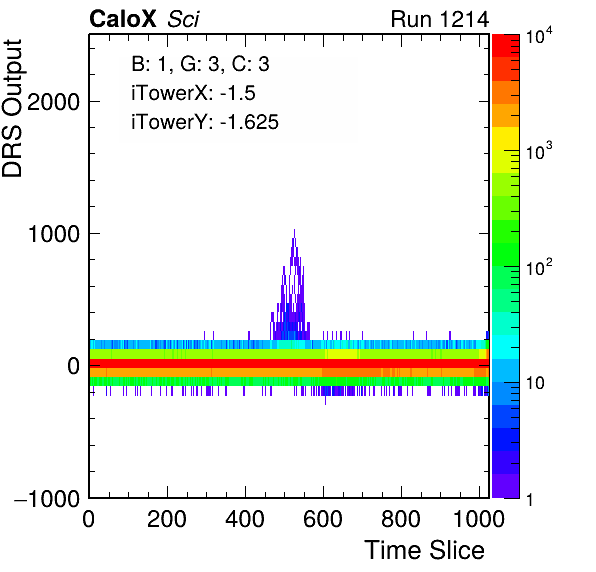 CaloX Sci Run 1214
B: 1, G: 3, C: 3
iTowerX: -1.5
iTowerY: -1.625
DRS Output
2000
1000
0
−1000
0 200 400 600 800 1000
Time Slice
10^4
10^3
10^2
10
1